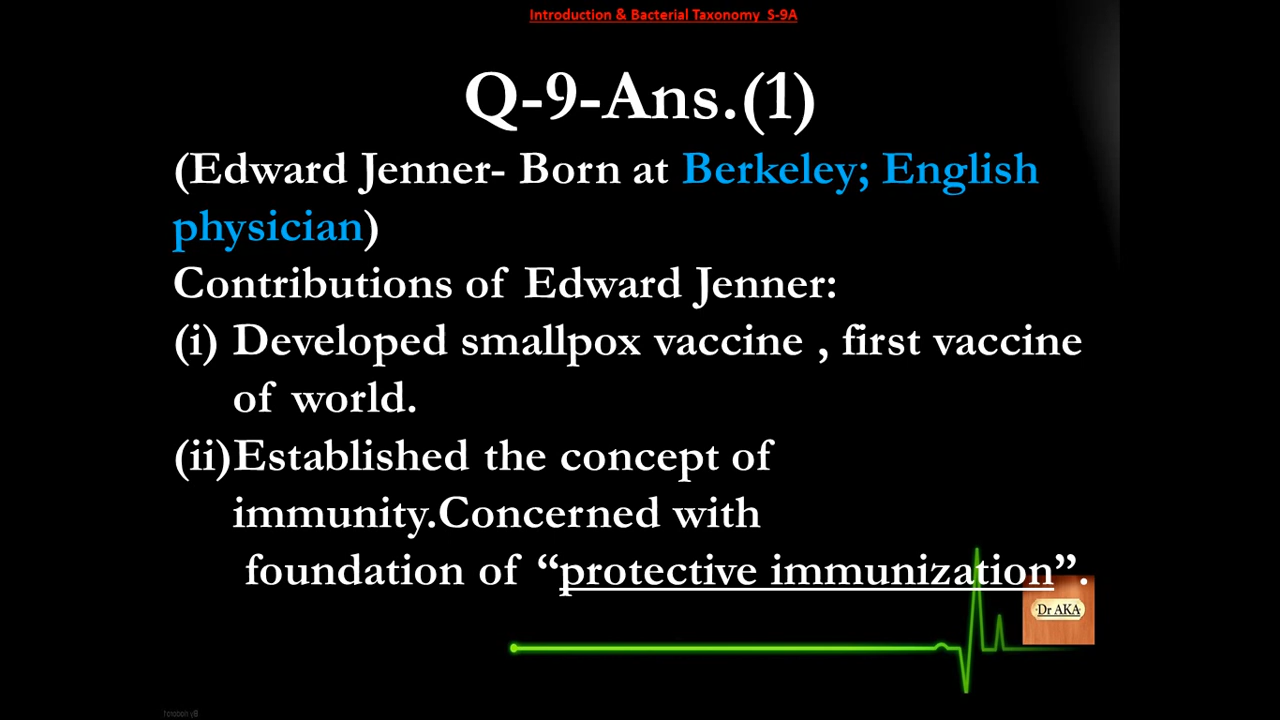 Introduction & Bacterial Taxonomy S-9A
Q-9-Ans.(1)
(Edward Jenner- Born at Berkeley; English
physician)
Contributions of Edward Jenner:
(i) Developed smallpox vaccine , first vaccine
of world.
(ii)Established the concept of
immunity.Concerned with
foundation of “protective immunization”.
Dr AKA